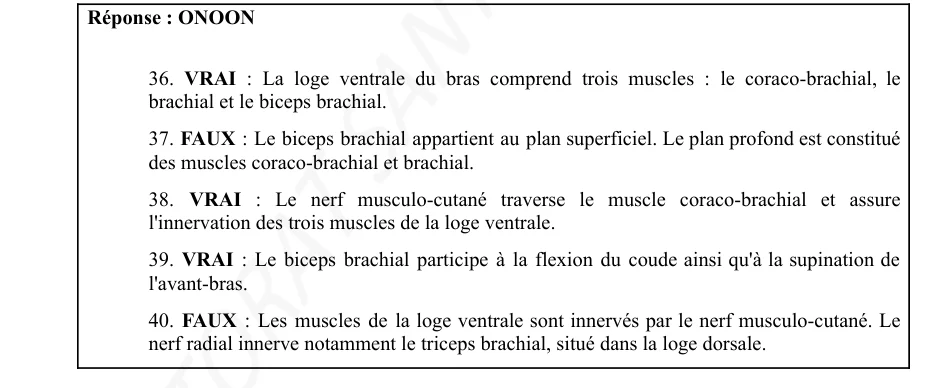 Réponse : ONOON
36. VRAI : La loge ventrale du bras comprend trois muscles : le coraco-brachial, le
brachial et le biceps brachial.
37. FAUX : Le biceps brachial appartient au plan superficiel. Le plan profond est constitué
des muscles coraco-brachial et brachial.
38. VRAI : Le nerf musculo-cutané traverse le muscle coraco-brachial et assure
l'innervation des trois muscles de la loge ventrale.
39. VRAI : Le biceps brachial participe à la flexion du coude ainsi qu'à la supination de
l'avant-bras.
40. FAUX : Les muscles de la loge ventrale sont innervés par le nerf musculo-cutané. Le
nerf radial innerve notamment le triceps brachial, situé dans la loge dorsale.